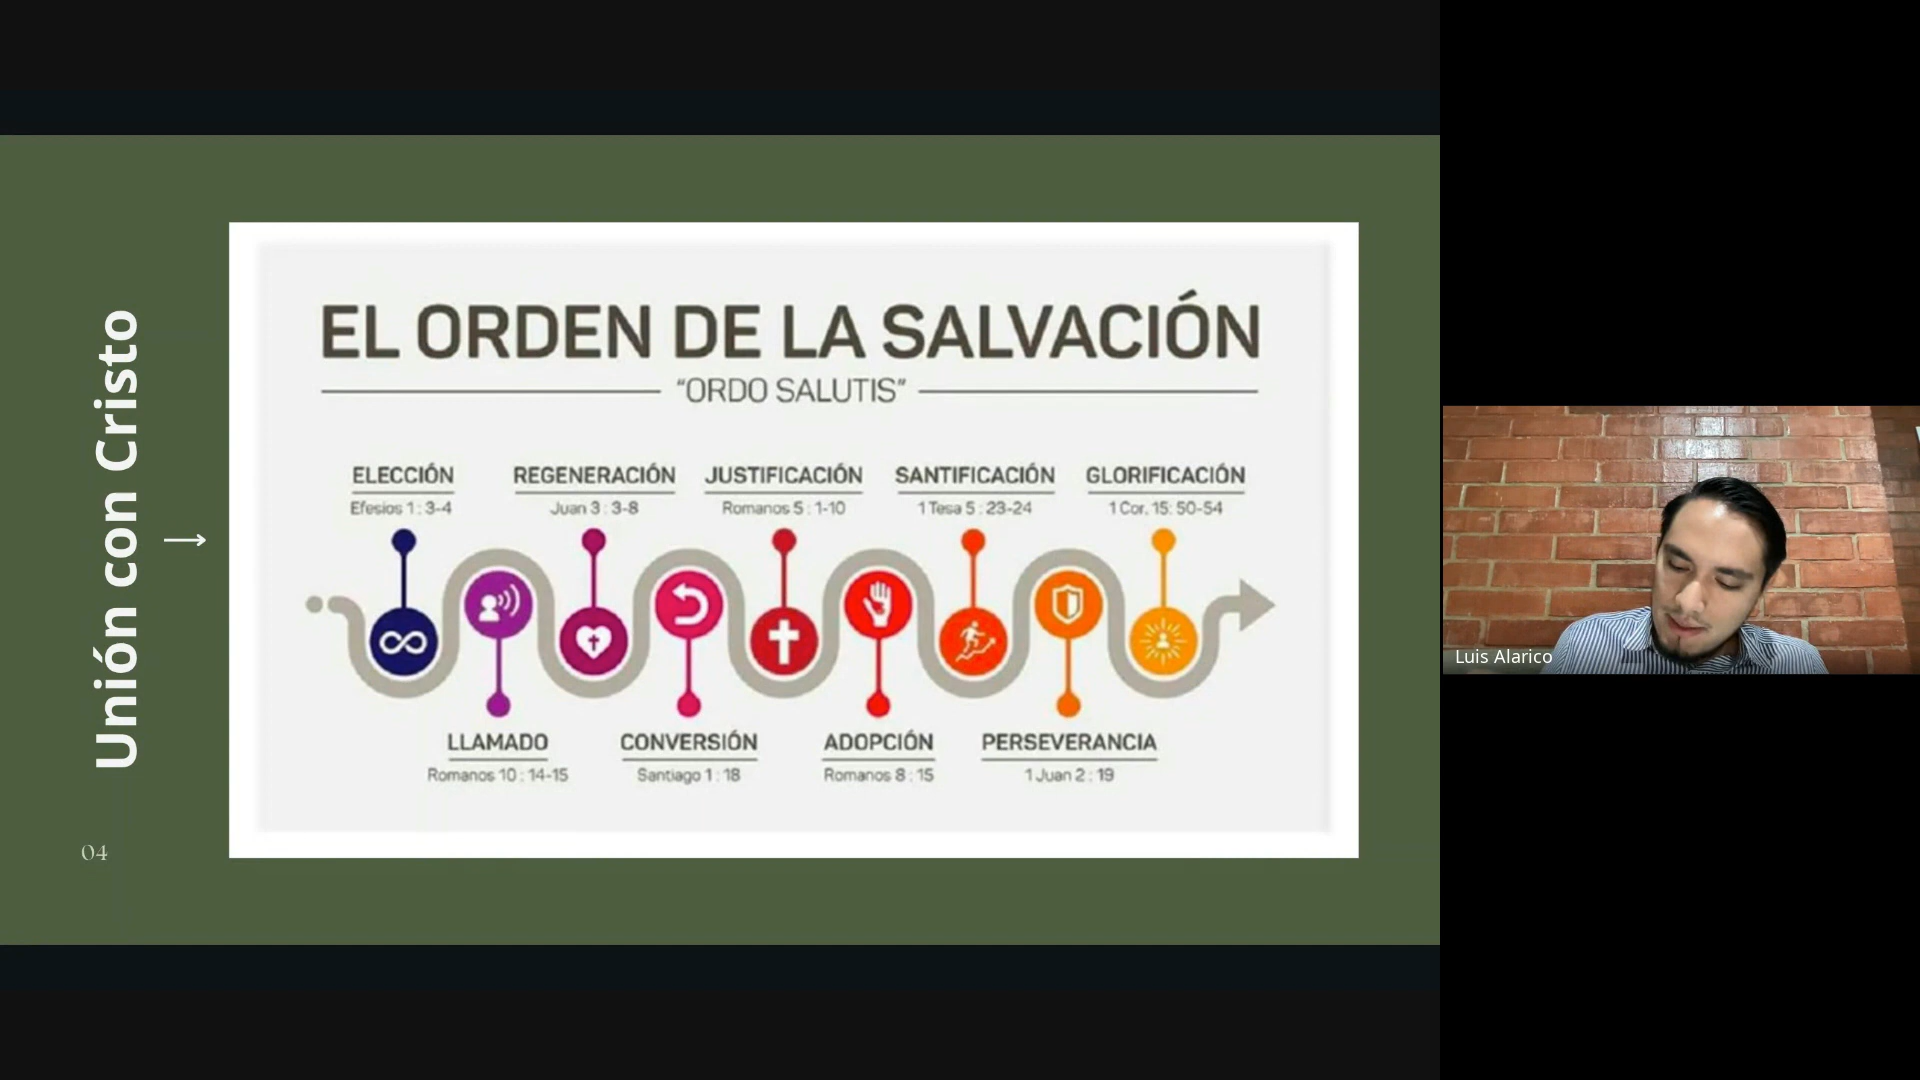 Unión con Cristo
04
EL ORDEN DE LA SALVACIÓN
“ORDO SALUTIS”
ELECCIÓN
Efesios 1 : 3-4
REGENERACIÓN
Juan 3 : 3-8
JUSTIFICACIÓN
Romanos 5 : 1-10
SANTIFICACIÓN
1 Tesa 5 : 23-24
GLORIFICACIÓN
1 Cor. 15: 50-54
LLAMADO
Romanos 10 : 14-15
CONVERSIÓN
Santiago 1 : 18
ADOPCIÓN
Romanos 8 : 15
PERSEVERANCIA
1 Juan 2 : 19
Luis Alarico